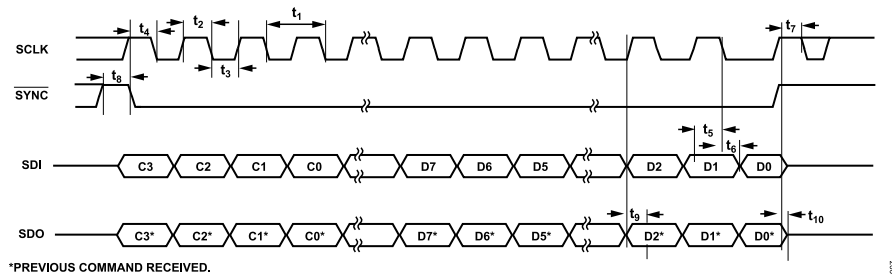 t4
t2
t1
t7
SCLK
t3
t8
SYNC
t5
t6
SDI
C3 C2 C1 C0 D7 D6 D5 D2 D1 D0
t9
t10
SDO
C3* C2* C1* C0* D7* D6* D5* D2* D1* D0*
*PREVIOUS COMMAND RECEIVED.